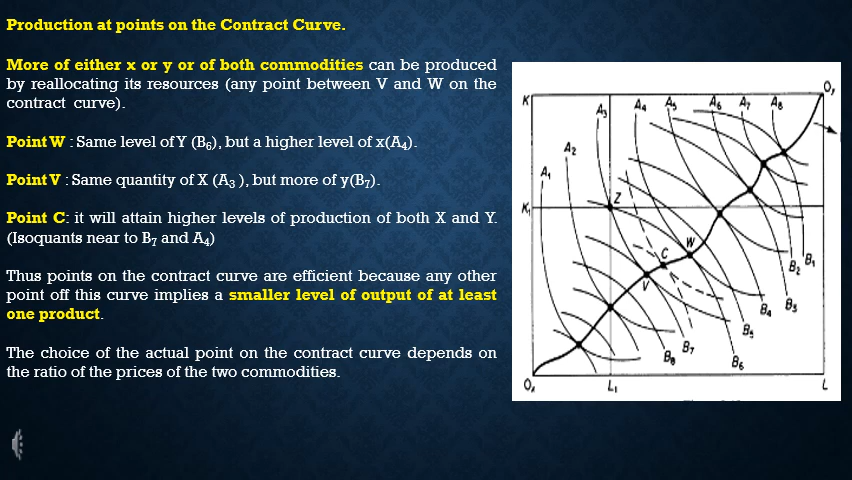 Production at points on the Contract Curve.
More of either x or y or of both commodities can be produced
by reallocating its resources (any point between V and W on the
contract curve).
Point W : Same level of Y (B₆), but a higher level of x(A₄).
Point V : Same quantity of X (A₃ ), but more of y(B₇).
Point C: it will attain higher levels of production of both X and Y.
(Isoquants near to B₇ and A₄)
Thus points on the contract curve are efficient because any other
point off this curve implies a smaller level of output of at least
one product.
The choice of the actual point on the contract curve depends on
the ratio of the prices of the two commodities.
K A₃ A₄ A₅ A₆ A₇ A₈ Oᵧ
A₂
A₁
K₁ Z
W
C
V
B₂ B₁
B₄ B₃
B₅
B₈ B₇
B₆
Oₓ L₁ L